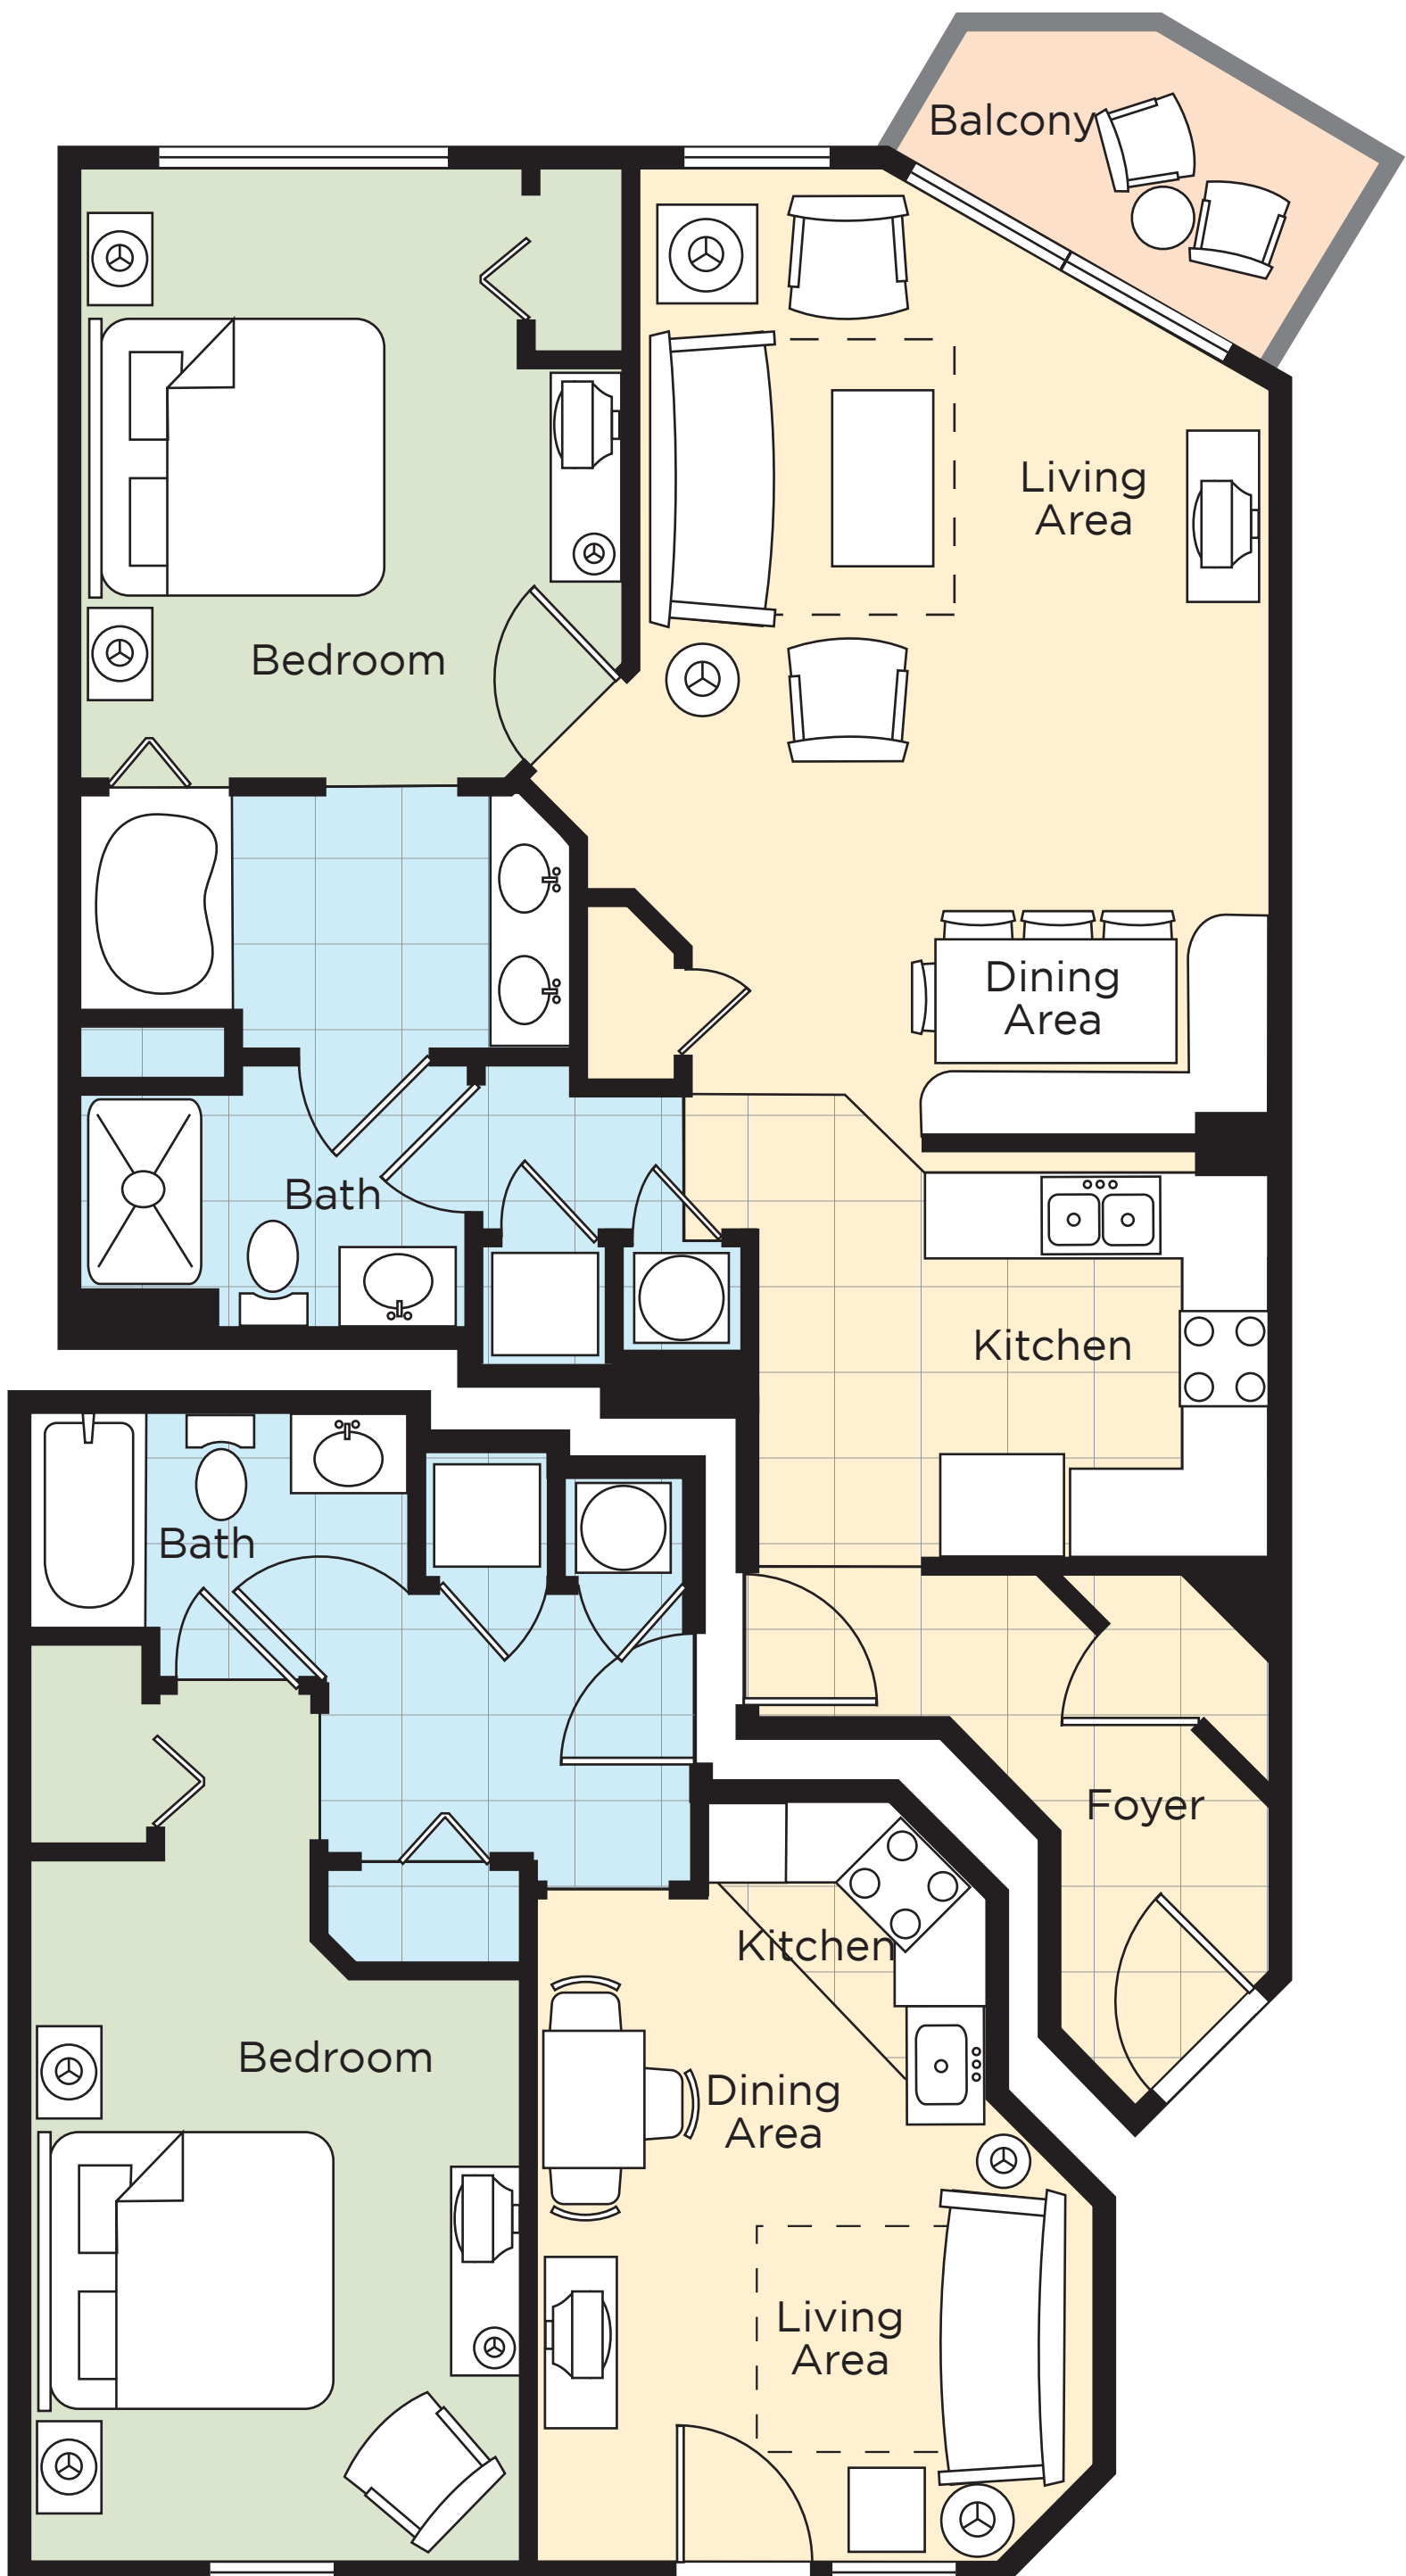 Balcony
Living
Area
Bedroom
Dining
Area
Bath
Kitchen
Bath
Foyer
Kitchen
Bedroom
Dining
Area
Living
Area